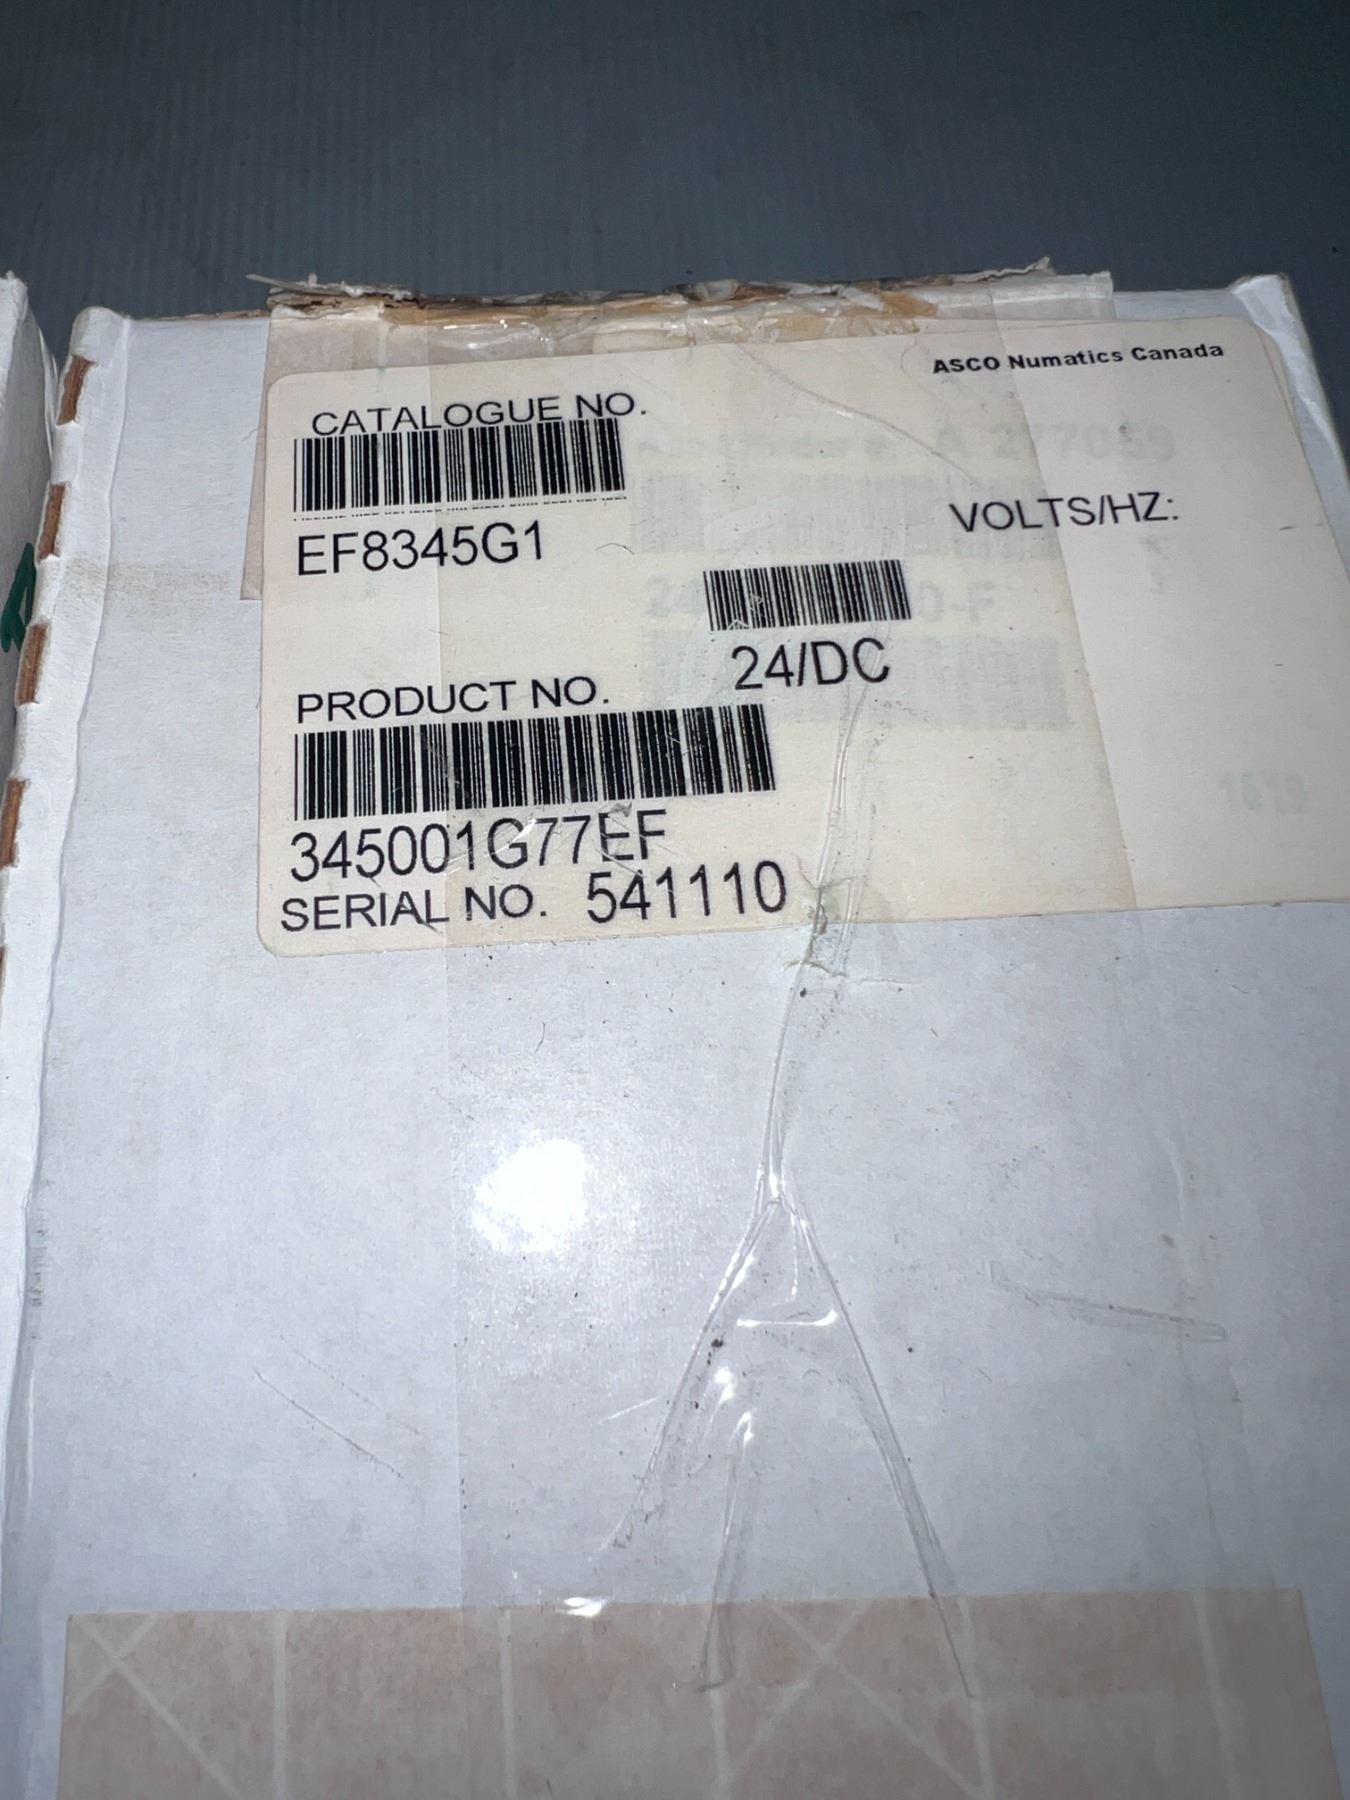 ASCO Numatics Canada
CATALOGUE NO.
EF8345G1
VOLTS/HZ:
24/DC
PRODUCT NO.
345001G77EF
SERIAL NO. 541110